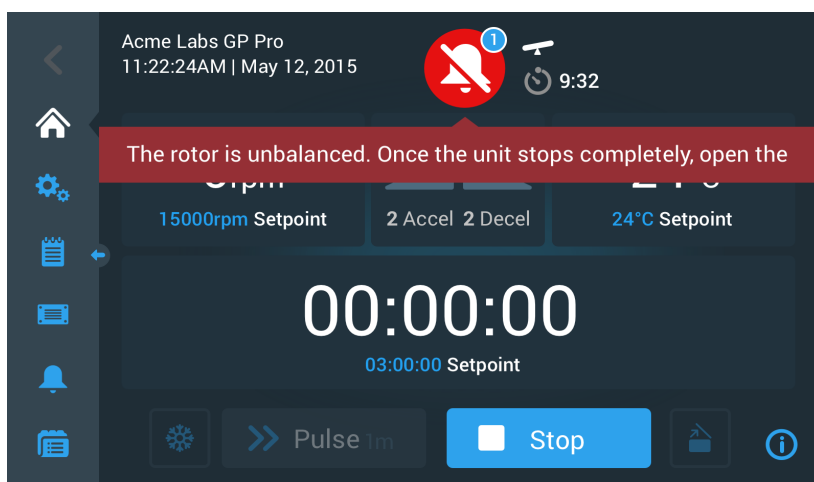 Acme Labs GP Pro
11:22:24AM | May 12, 2015
1
9:32
The rotor is unbalanced. Once the unit stops completely, open the
15000rpm Setpoint
2 Accel 2 Decel
24°C Setpoint
00:00:00
03:00:00 Setpoint
Pulse 1m
Stop